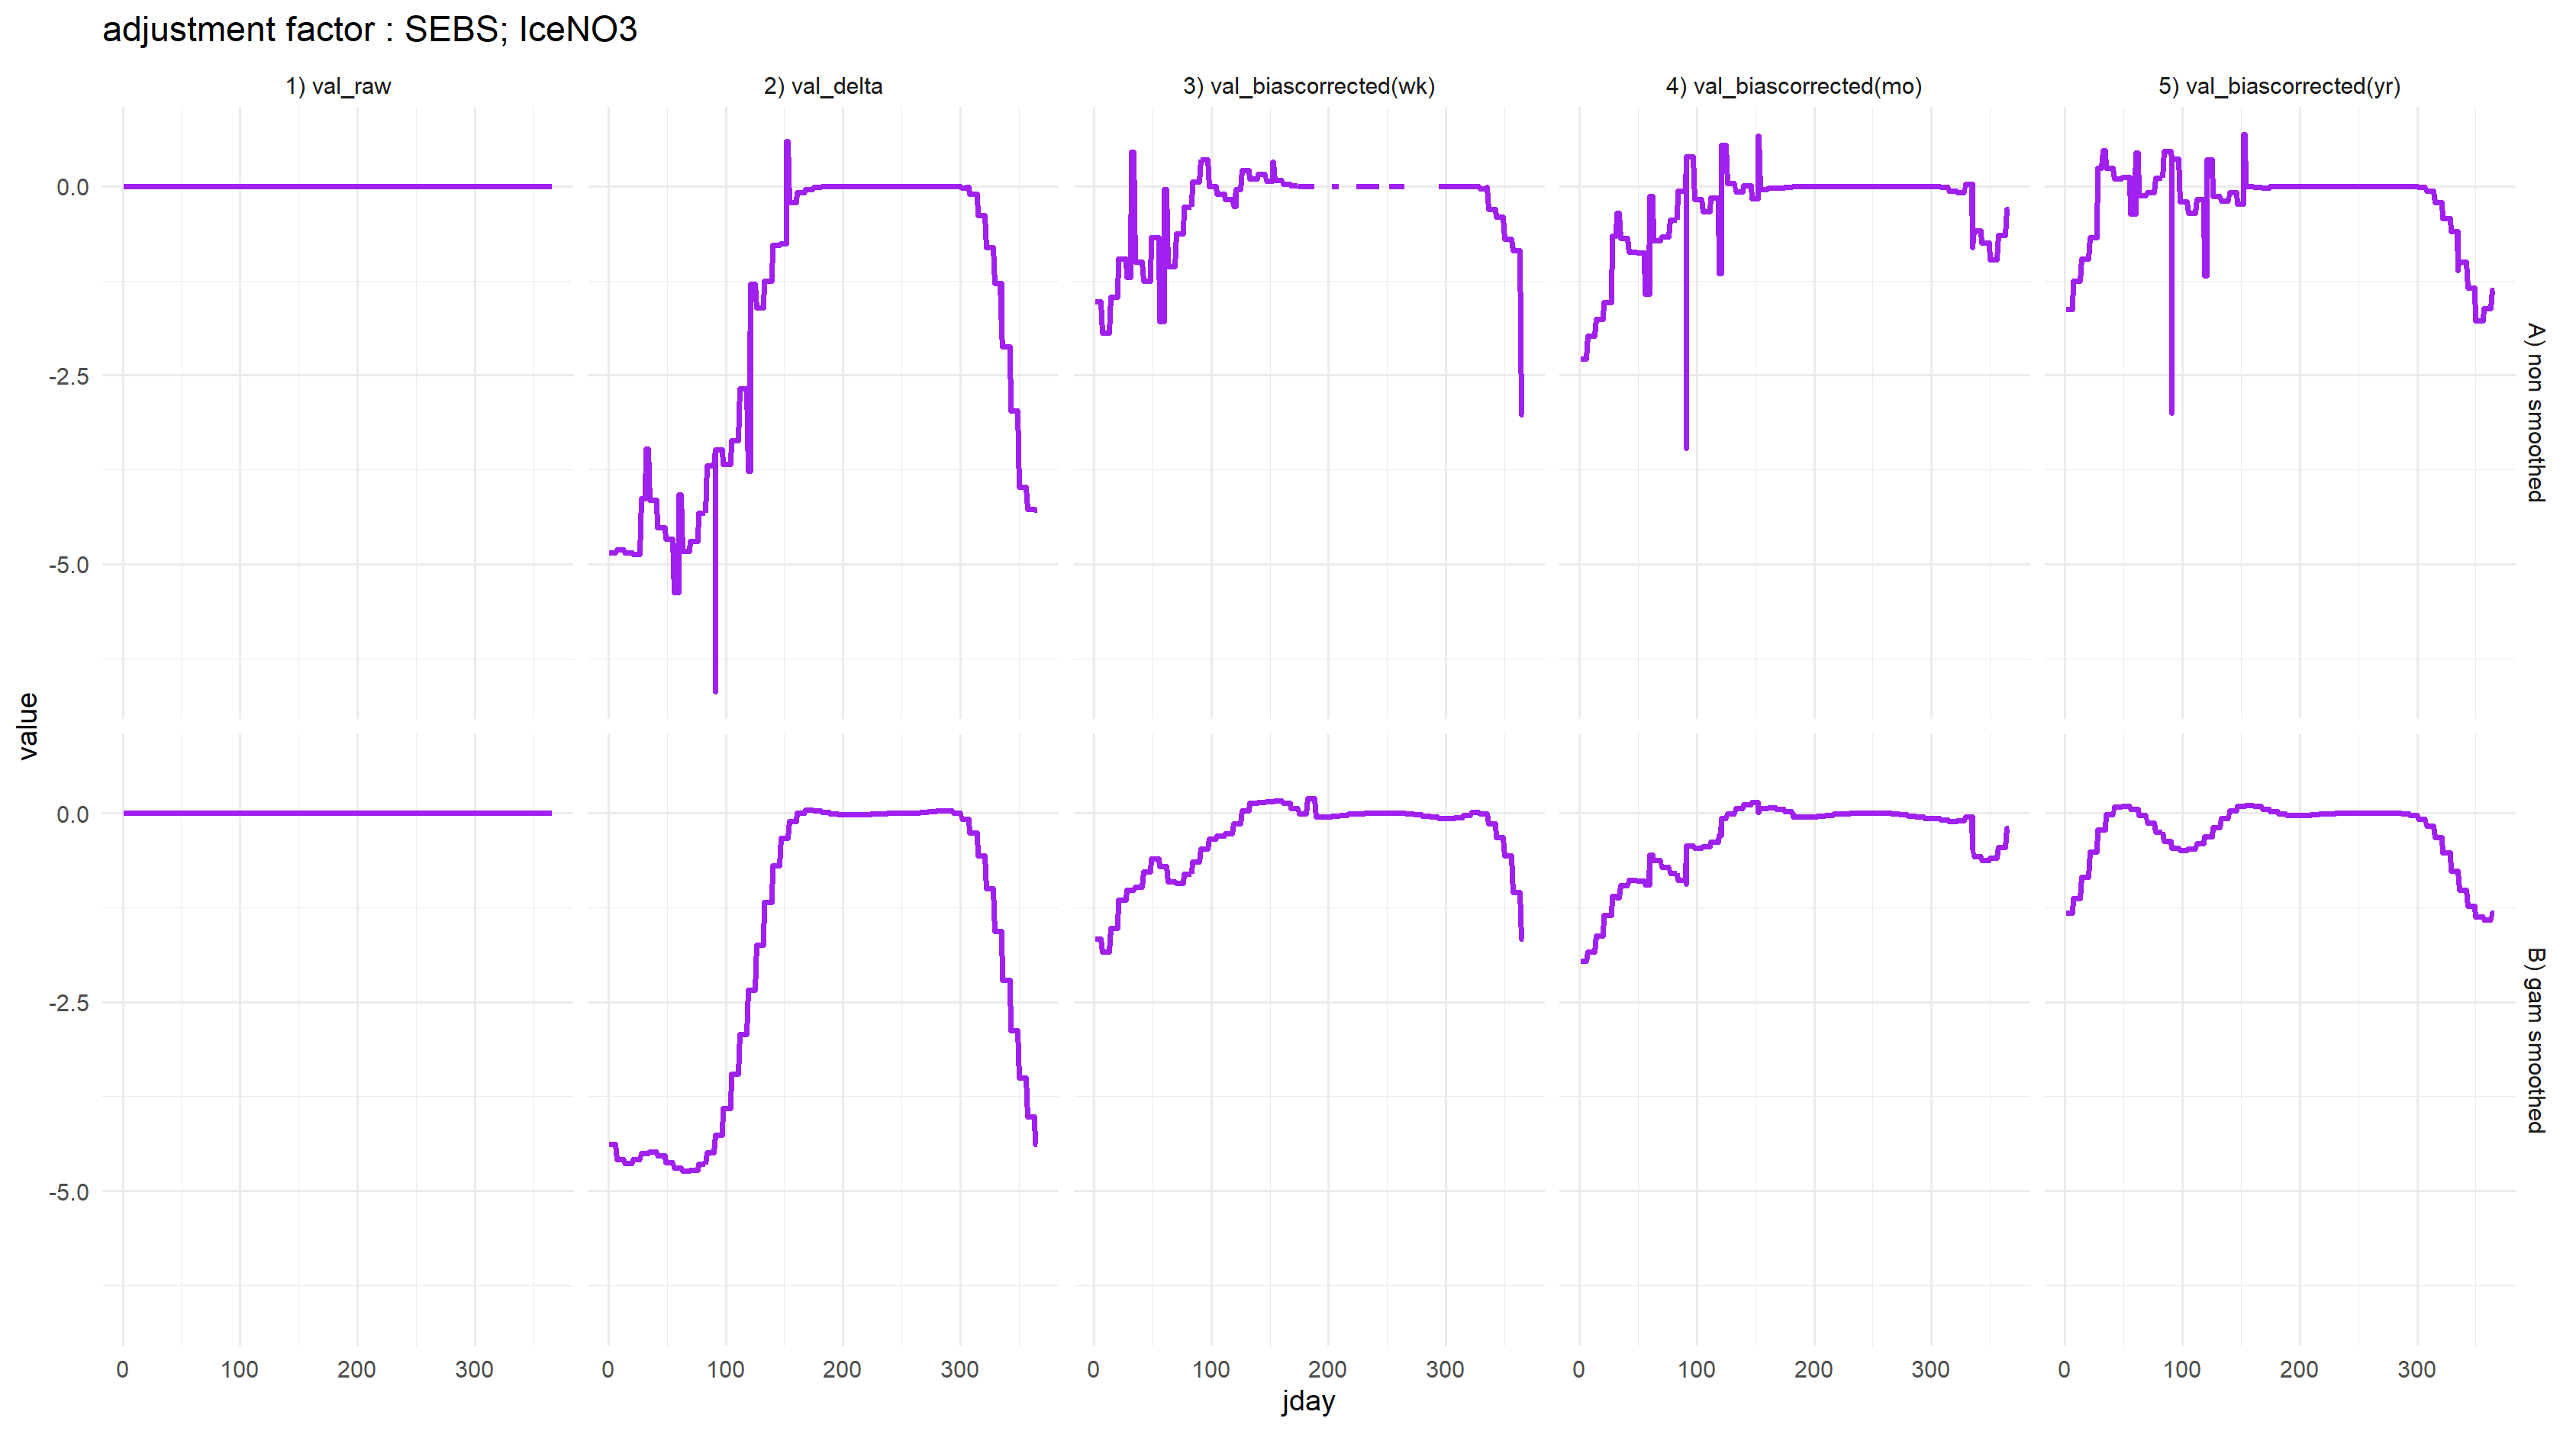 adjustment factor : SEBS; IceNO3
1) val_raw
2) val_delta
3) val_biascorrected(wk)
4) val_biascorrected(mo)
5) val_biascorrected(yr)
0.0
-2.5
-5.0
A) non smoothed
value
0.0
-2.5
-5.0
B) gam smoothed
0 100 200 300
0 100 200 300
0 100 200 300
0 100 200 300
0 100 200 300
jday